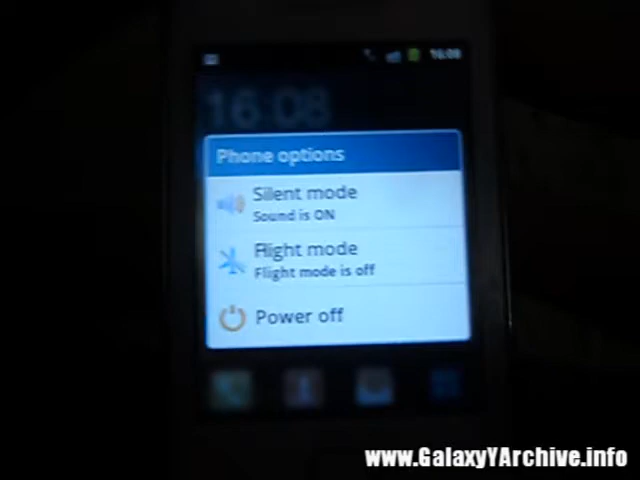 16:08
16:08
Phone options
Silent mode
Sound is ON
Flight mode
Flight mode is off
Power off
www.GalaxyYArchive.info